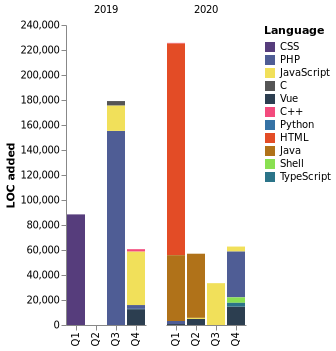 2019 2020
Language
CSS
PHP
JavaScript
C
Vue
C++
Python
HTML
Java
Shell
TypeScript
LOC added
240,000
220,000
200,000
180,000
160,000
140,000
120,000
100,000
80,000
60,000
40,000
20,000
0
Q1 Q2 Q3 Q4 Q1 Q2 Q3 Q4